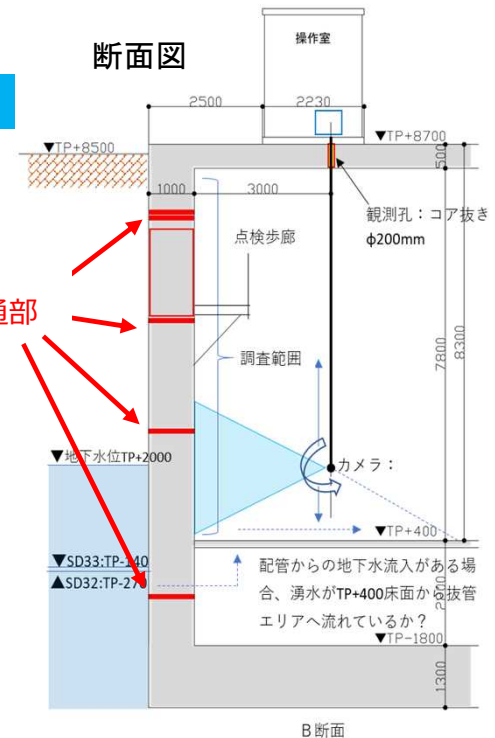 断面図
操作室
2500
2230
▼TP+8500
▼TP+8700
500
1000
3000
観測孔：コア抜き
φ200mm
点検歩廊
通部
調査範囲
7800
8300
▼地下水位TP+2000
カメラ：
▼TP+400
▼SD33:TP-140
▲SD32:TP-270
配管からの地下水流入がある場
合、湧水がTP+400床面から抜管
エリアへ流れているか？
▼TP-1800
1300
B断面